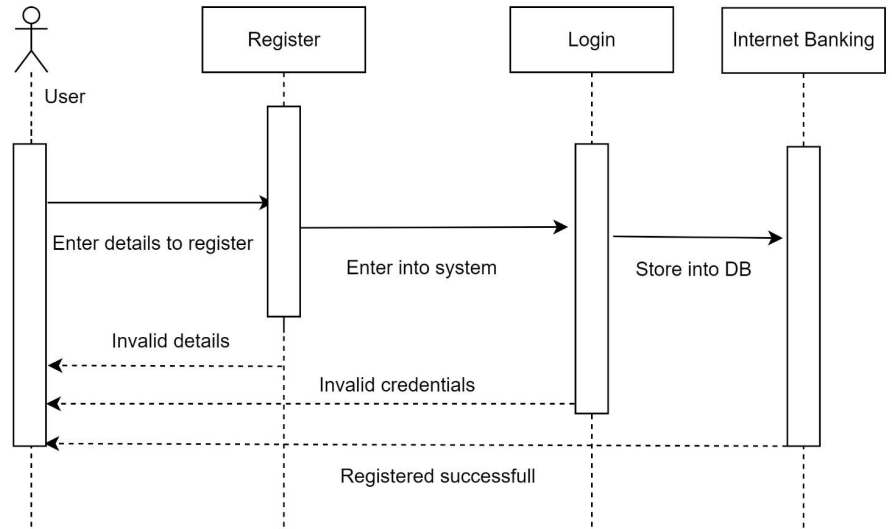 Register
Login
Internet Banking
User
Enter details to register
Enter into system
Store into DB
Invalid details
Invalid credentials
Registered successfull